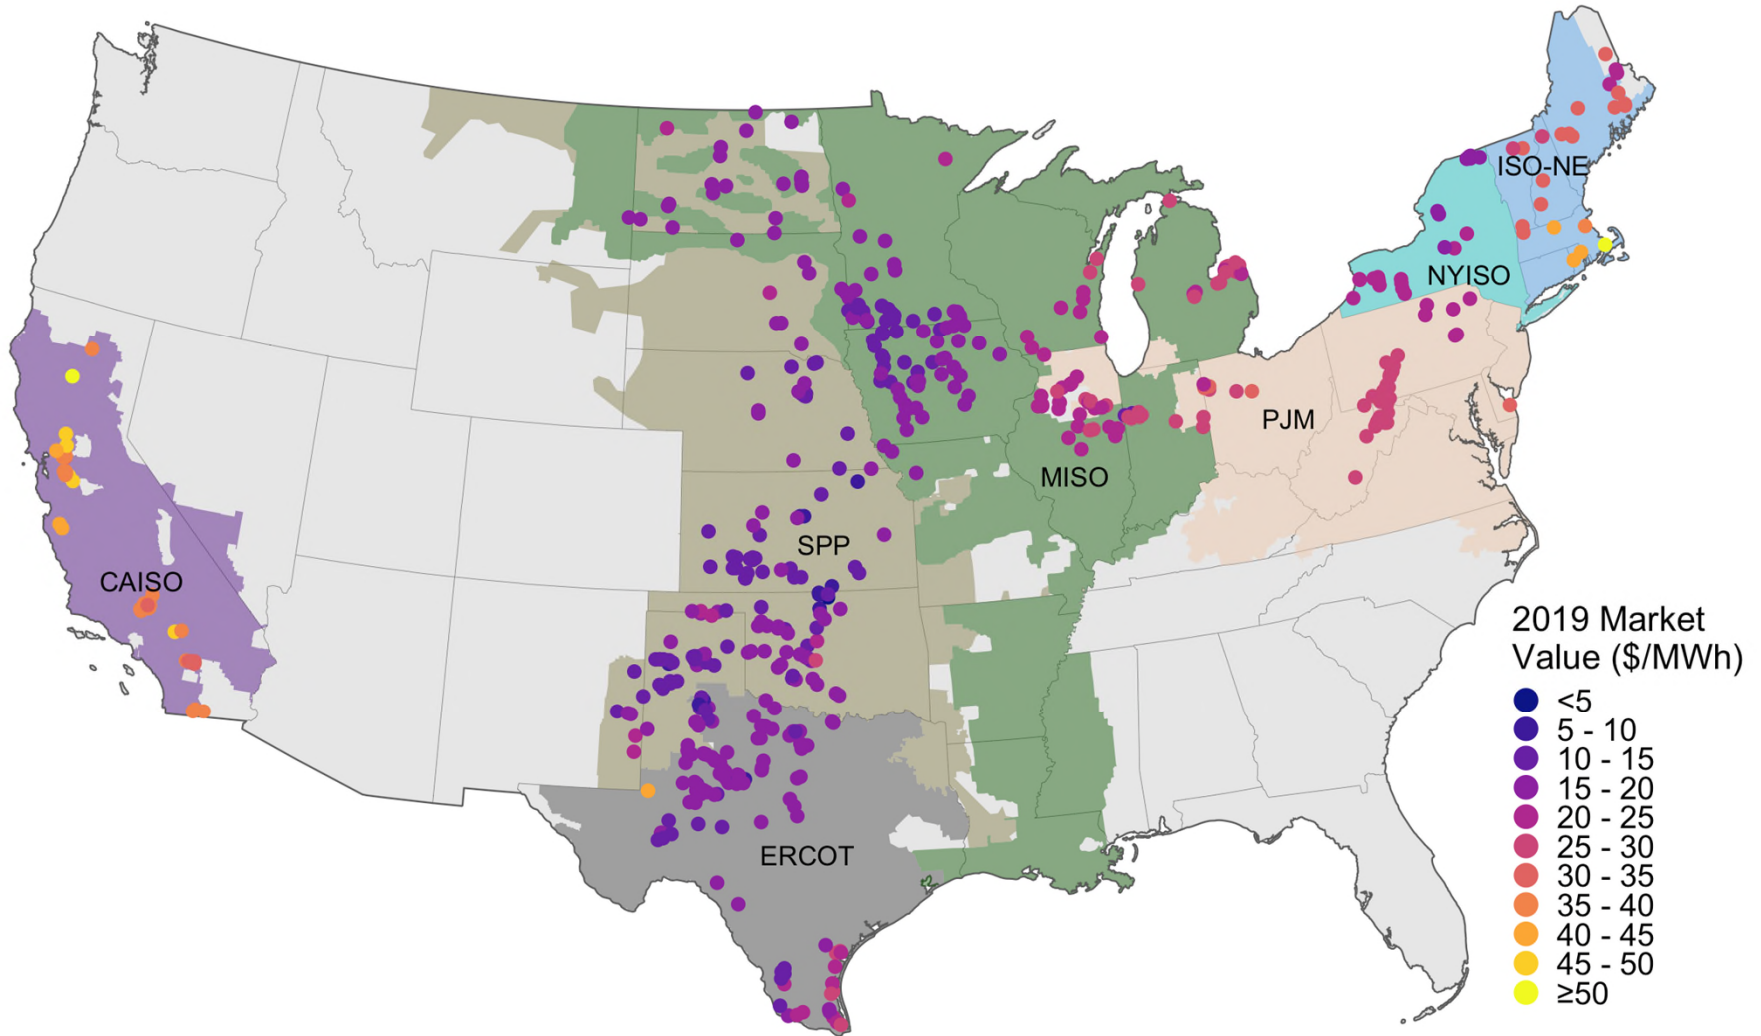 ISO-NE
NYISO
PJM
MISO
SPP
CAISO
ERCOT
2019 Market
Value ($/MWh)
<5
5 - 10
10 - 15
15 - 20
20 - 25
25 - 30
30 - 35
35 - 40
40 - 45
45 - 50
≥50